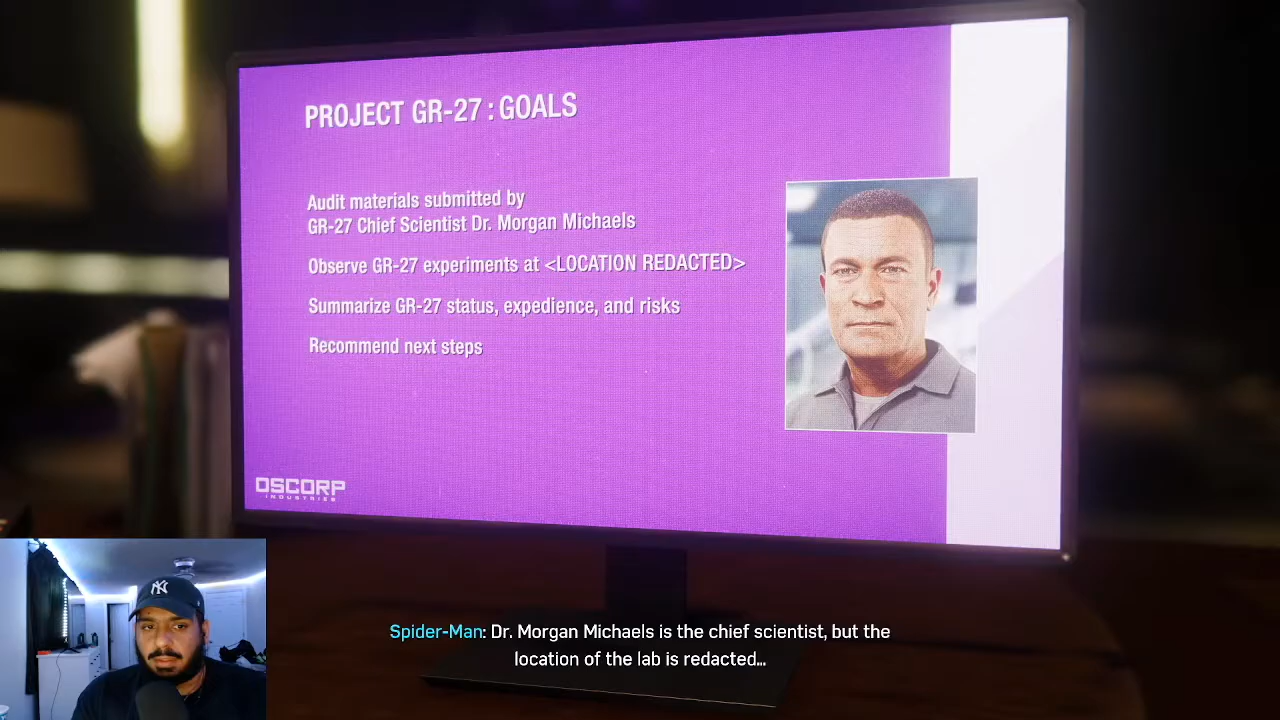 PROJECT GR-27 : GOALS
Audit materials submitted by
GR-27 Chief Scientist Dr. Morgan Michaels
Observe GR-27 experiments at <LOCATION REDACTED>
Summarize GR-27 status, expedience, and risks
Recommend next steps
OSCORP
INDUSTRIES
NY
Spider-Man: Dr. Morgan Michaels is the chief scientist, but the
location of the lab is redacted...